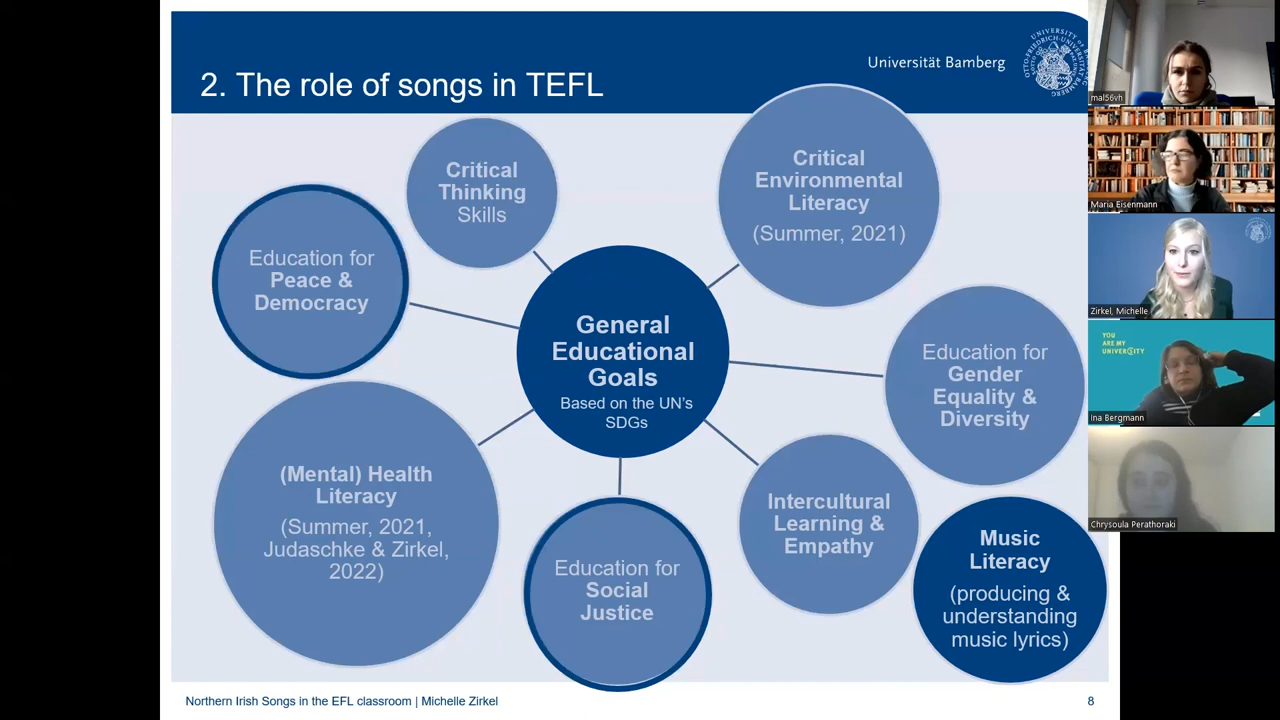 2. The role of songs in TEFL
Universität Bamberg
Critical
Thinking
Skills
Critical
Environmental
Literacy
(Summer, 2021)
Education for
Peace &
Democracy
General
Educational
Goals
Based on the UN's
SDGs
Education for
Gender
Equality &
Diversity
(Mental) Health
Literacy
(Summer, 2021,
Judaschke & Zirkel,
2022)
Education for
Social
Justice
Intercultural
Learning &
Empathy
Music
Literacy
(producing &
understanding
music lyrics)
Northern Irish Songs in the EFL classroom | Michelle Zirkel
8
mal56vh
Maria Eisenmann
Zirkel, Michelle
YOU
ARE MY
Ina Bergmann
Chrysoula Perathoraki